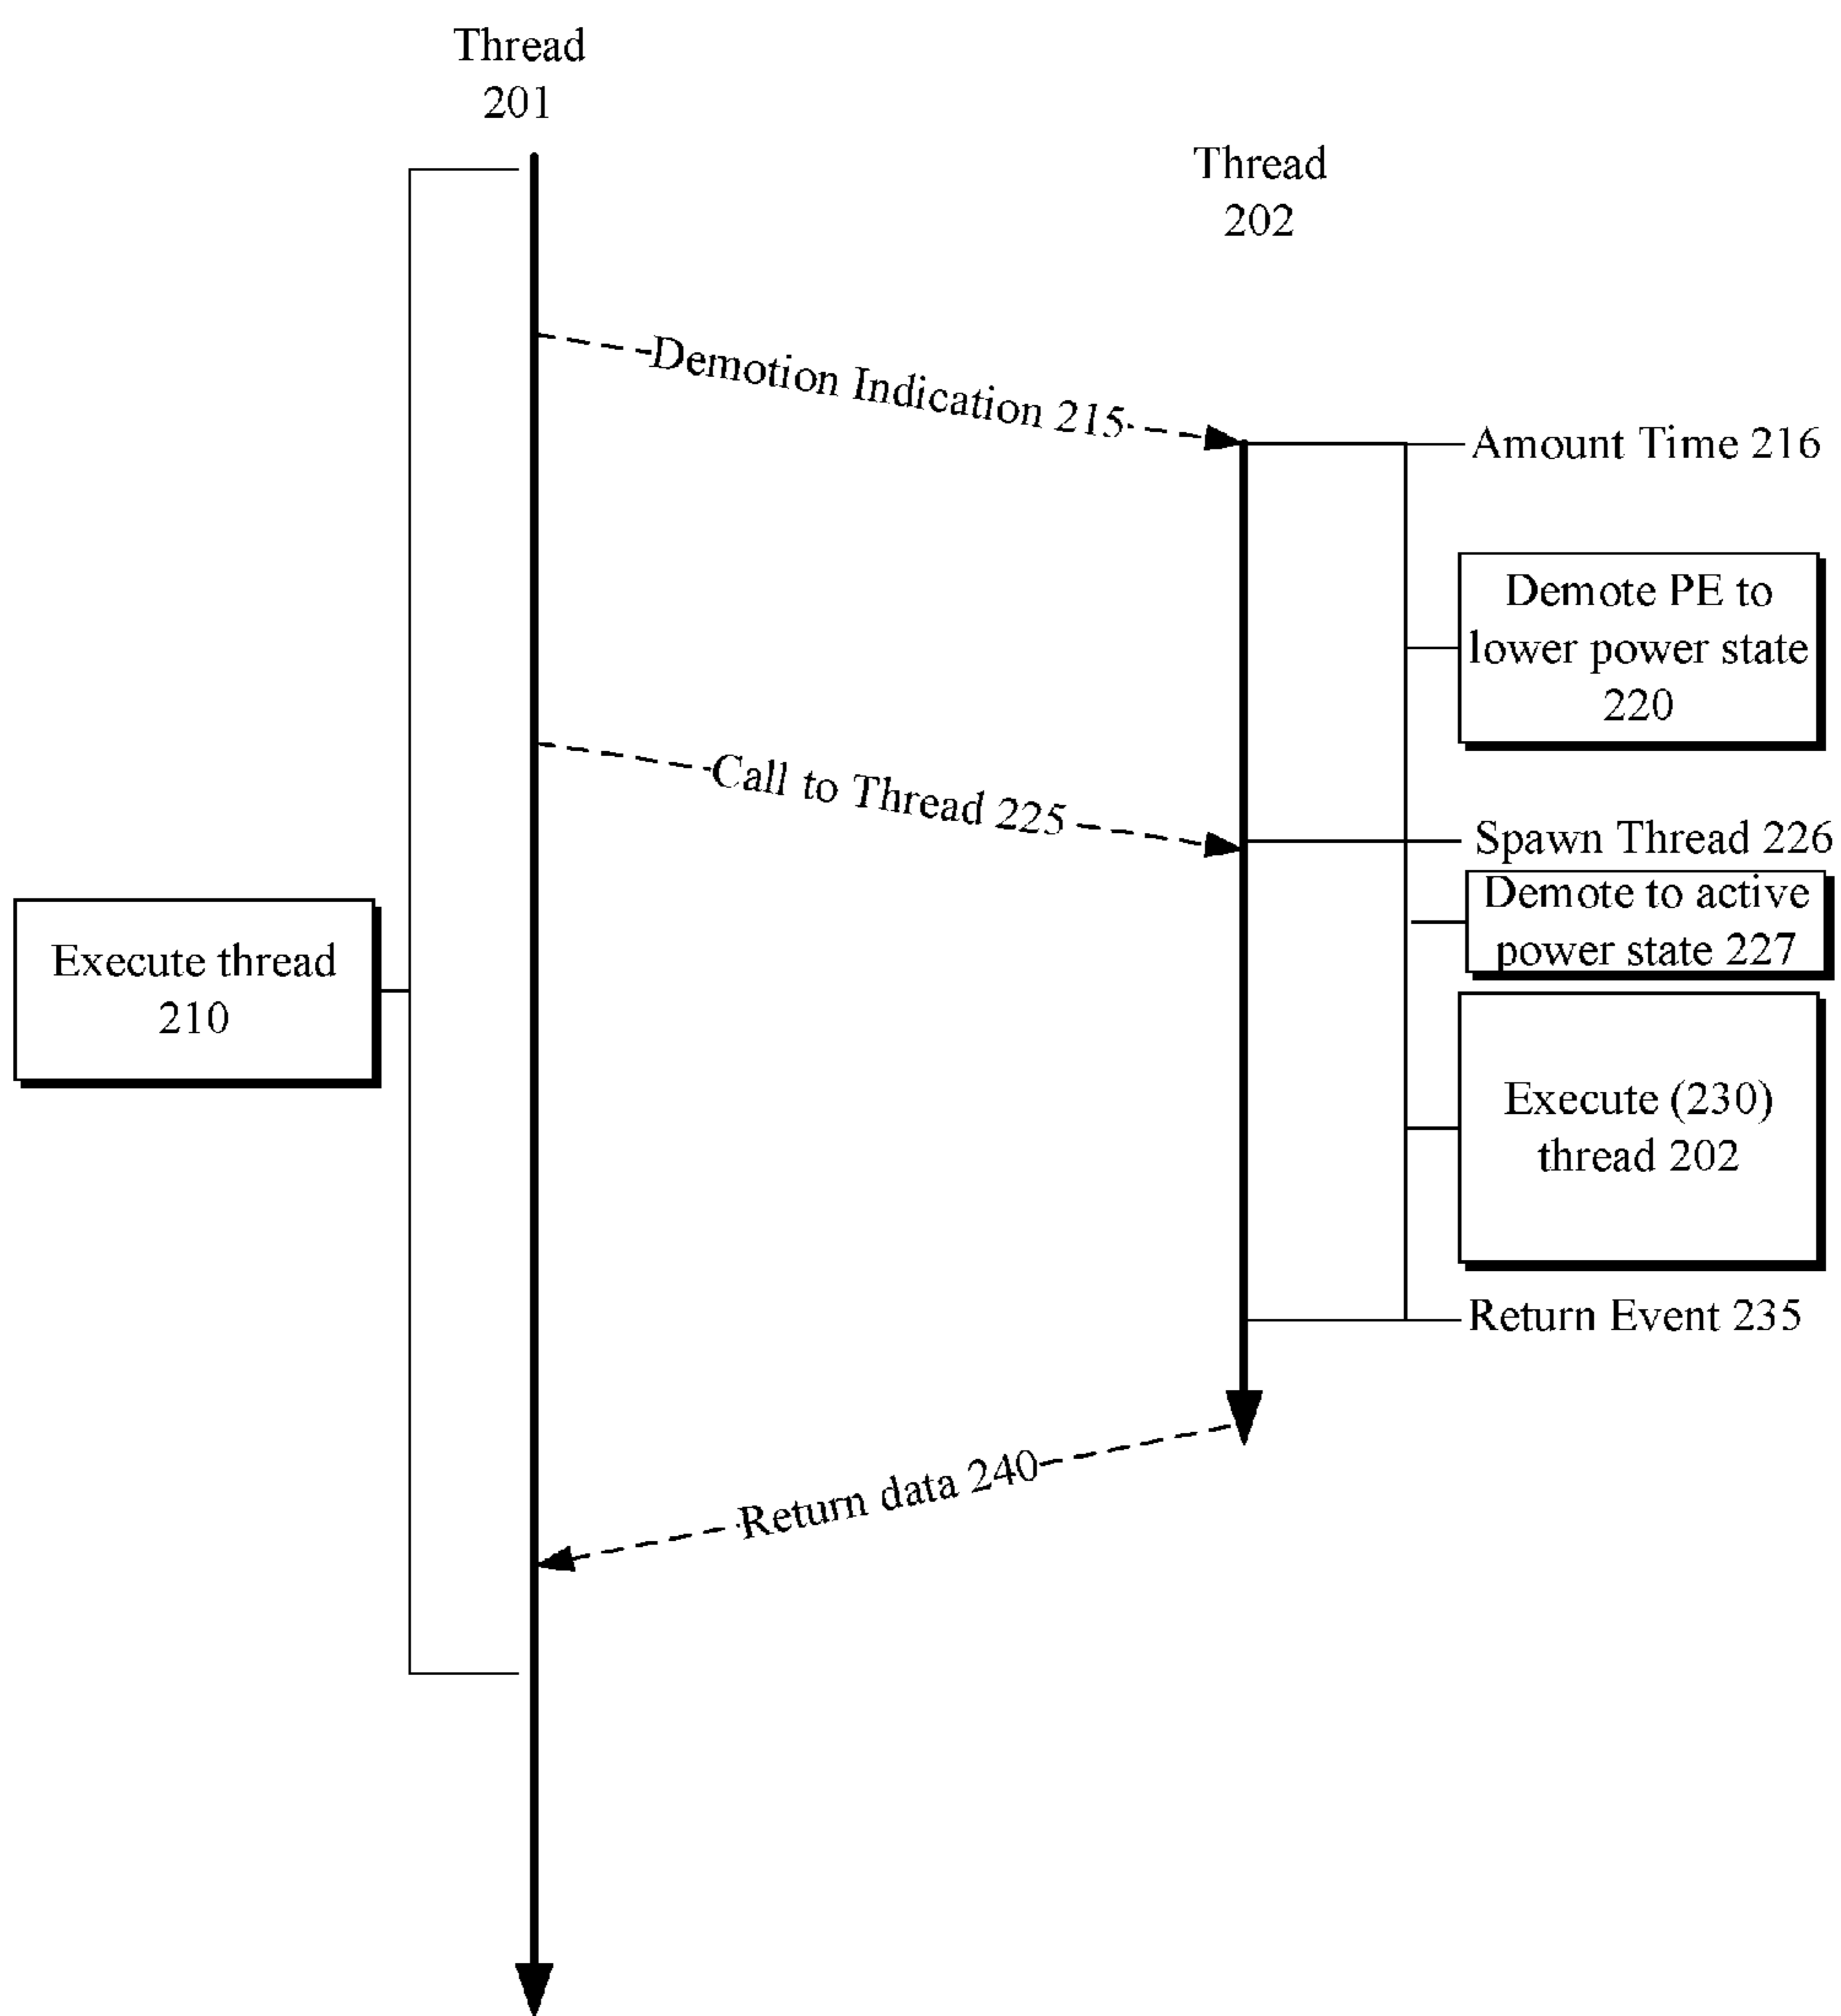 Thread
201
Thread
202
Demotion Indication 215
Amount Time 216
Demote PE to
lower power state
220
Call to Thread 225
Spawn Thread 226
Demote to active
power state 227
Execute thread
210
Execute (230)
thread 202
Return Event 235
Return data 240